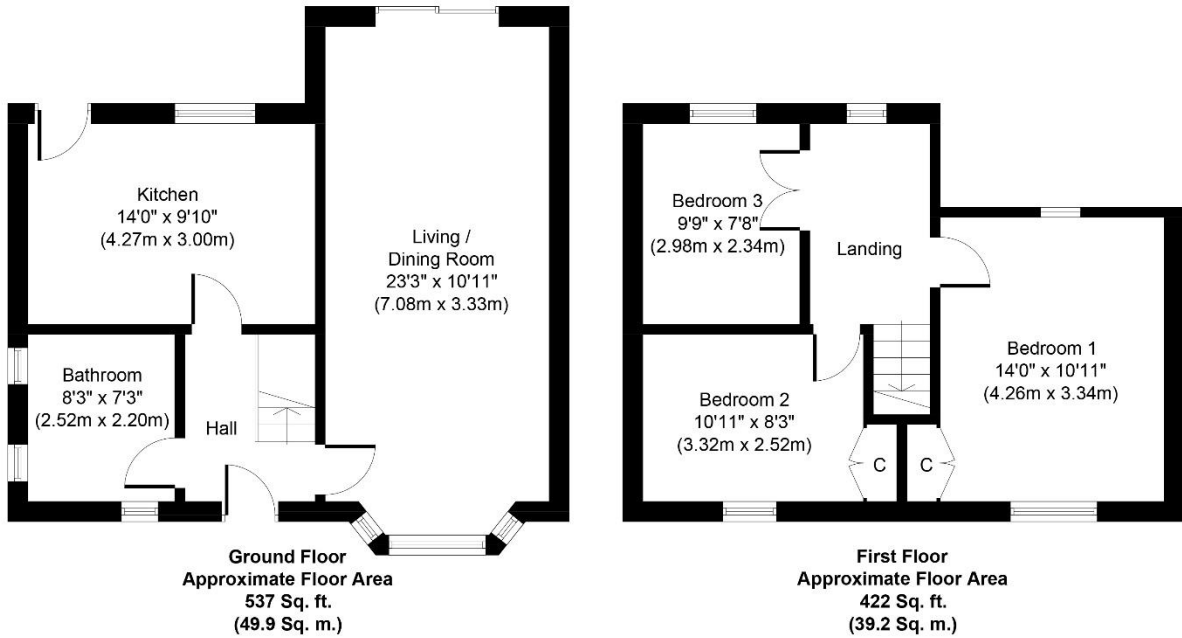 Kitchen
14'0" x 9'10"
(4.27m x 3.00m)
Living /
Dining Room
23'3" x 10'11"
(7.08m x 3.33m)
Bathroom
8'3" x 7'3"
(2.52m x 2.20m)
Hall
Ground Floor
Approximate Floor Area
537 Sq. ft.
(49.9 Sq. m.)
Bedroom 3
9'9" x 7'8"
(2.98m x 2.34m)
Landing
Bedroom 1
14'0" x 10'11"
(4.26m x 3.34m)
Bedroom 2
10'11" x 8'3"
(3.32m x 2.52m)
C
C
First Floor
Approximate Floor Area
422 Sq. ft.
(39.2 Sq. m.)